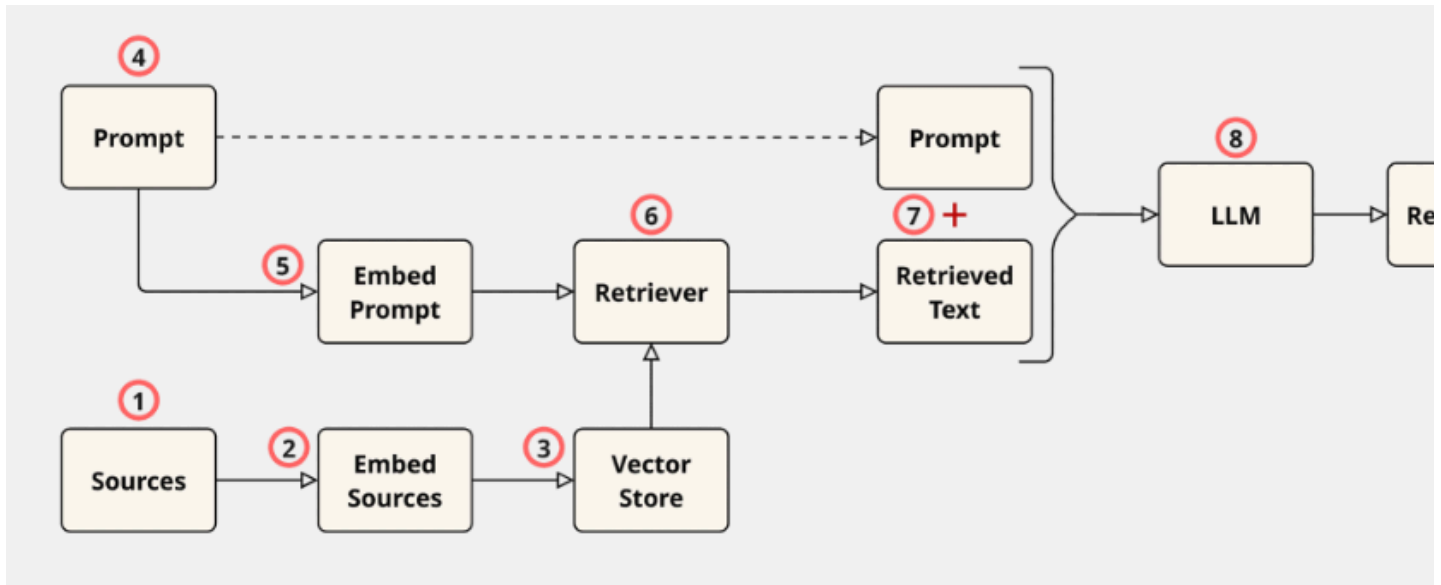 4
Prompt
Prompt
8
6
7 +
LLM
Re
5
Embed
Prompt
Retriever
Retrieved
Text
1
2
3
Sources
Embed
Sources
Vector
Store